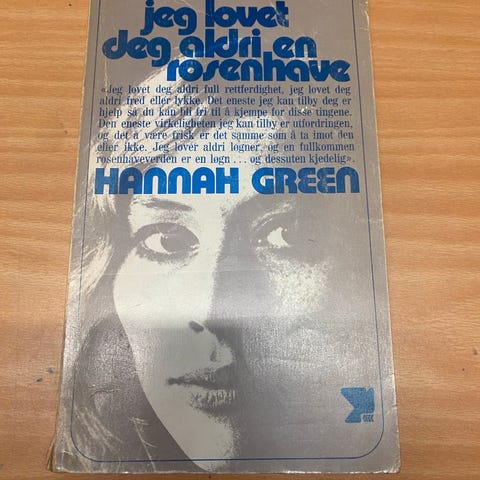 jeg lovet
deg aldri en
rosenhave
«Jeg lovet deg aldri full rettferdighet, jeg lovet deg
aldri fred eller lykke. Det eneste jeg kan tilby deg er
hjelp så du kan bli fri til å kjempe for disse tingene.
Den eneste virkeligheten jeg kan tilby er utfordringen,
og det å være frisk er det samme som å ta imot den
eller ikke. Jeg lover aldri løgner, og en fullkommen
rosenhaveverden er en løgn . . . og dessuten kjedelig».
HANNAH GREEN